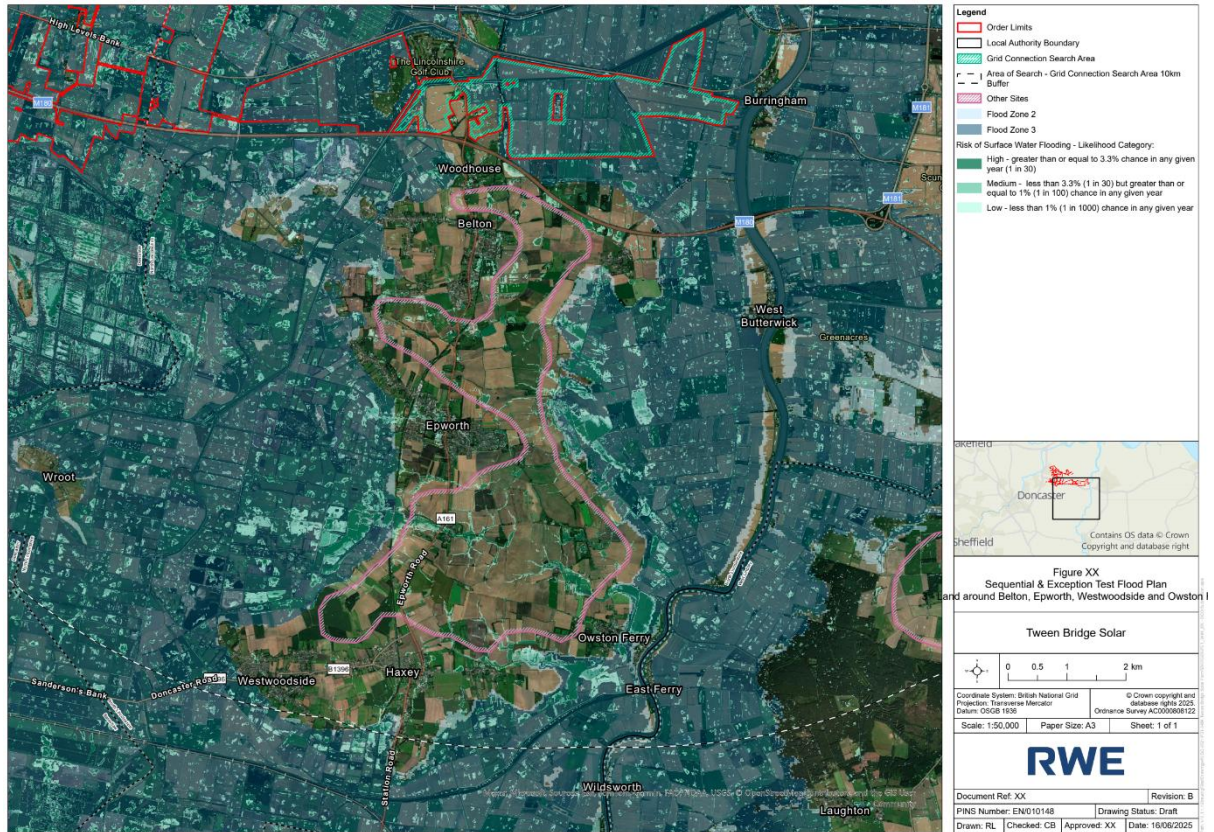 High Levels Bank
The Lincolnshire
Golf Club
M180
Burringham
M181
Woodhouse
Belton
M181
M180
West
Butterwick
Greenacres
Epworth
Wroot
A161
Epworth Road
Owston Ferry
Haxey
B1396
Westwoodside
Doncaster Road
Sanderson's Bank
East Ferry
Station Road
Wildsworth
Laughton
Legend
Order Limits
Local Authority Boundary
Grid Connection Search Area
Area of Search - Grid Connection Search Area 10km
Buffer
Other Sites
Flood Zone 2
Flood Zone 3
Risk of Surface Water Flooding - Likelihood Category:
High - greater than or equal to 3.3% chance in any given
year (1 in 30)
Medium - less than 3.3% (1 in 30) but greater than or
equal to 1% (1 in 100) chance in any given year
Low - less than 1% (1 in 1000) chance in any given year
Doncaster
Sheffield
Contains OS data © Crown
Copyright and database right
Figure XX
Sequential & Exception Test Flood Plan
Land around Belton, Epworth, Westwoodside and Owston F
Tween Bridge Solar
0 0.5 1 2 km
Coordinate System: British National Grid
Projection: Transverse Mercator
Datum: OSGB 1936
© Crown copyright and
database rights 2025.
Ordnance Survey AC0000808122
Scale: 1:50,000 Paper Size: A3 Sheet: 1 of 1
RWE
Document Ref: XX Revision: B
PINS Number: EN/010148 Drawing Status: Draft
Drawn: RL Checked: CB Approved: XX Date: 16/06/2025